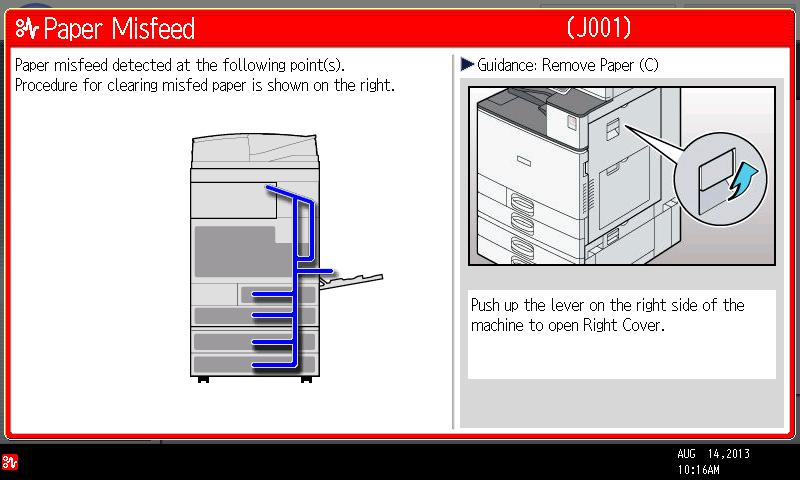 Paper Misfeed
(J001)
Paper misfeed detected at the following point(s).
Procedure for clearing misfed paper is shown on the right.
Guidance: Remove Paper (C)
Push up the lever on the right side of the
machine to open Right Cover.
AUG 14,2013
10:16AM